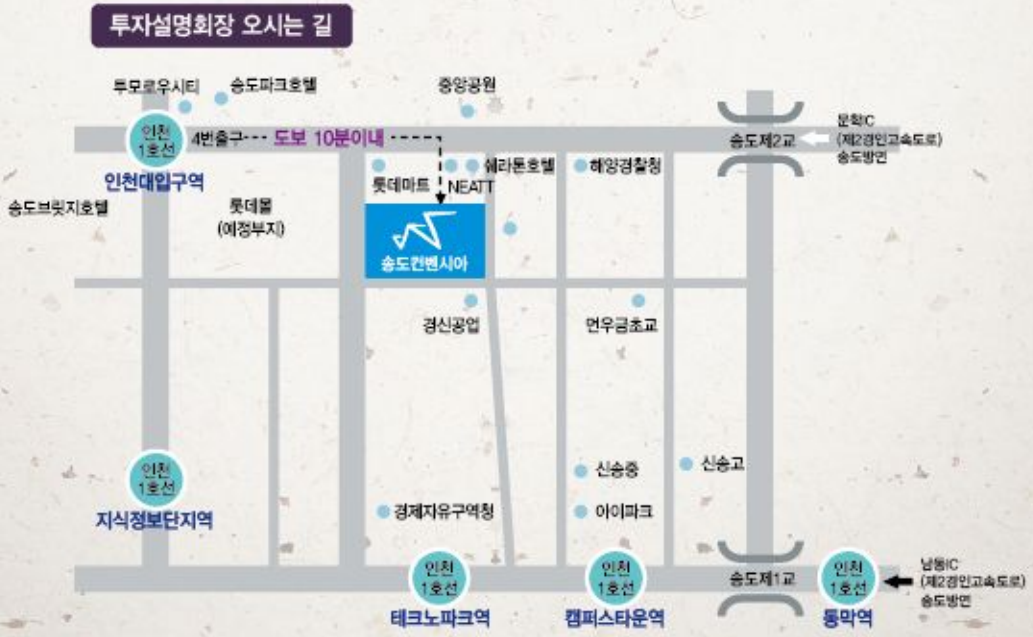 투자설명회장 오시는 길
투모로우시티
송도파크호텔
중앙공원
인천
1호선
4번출구
도보 10분이내
송도제2교
문학IC
(제2경인고속도로)
송도방면
인천대입구역
롯데마트
NEATT
쉐라톤호텔
해양경찰청
송도브릿지호텔
롯데몰
(예정부지)
송도컨벤시아
경신공업
먼우금초교
인천
1호선
지식정보단지역
신송중
신송고
경제자유구역청
아이파크
인천
1호선
테크노파크역
인천
1호선
캠퍼스타운역
송도제1교
인천
1호선
동막역
남동IC
(제2경인고속도로)
송도방면